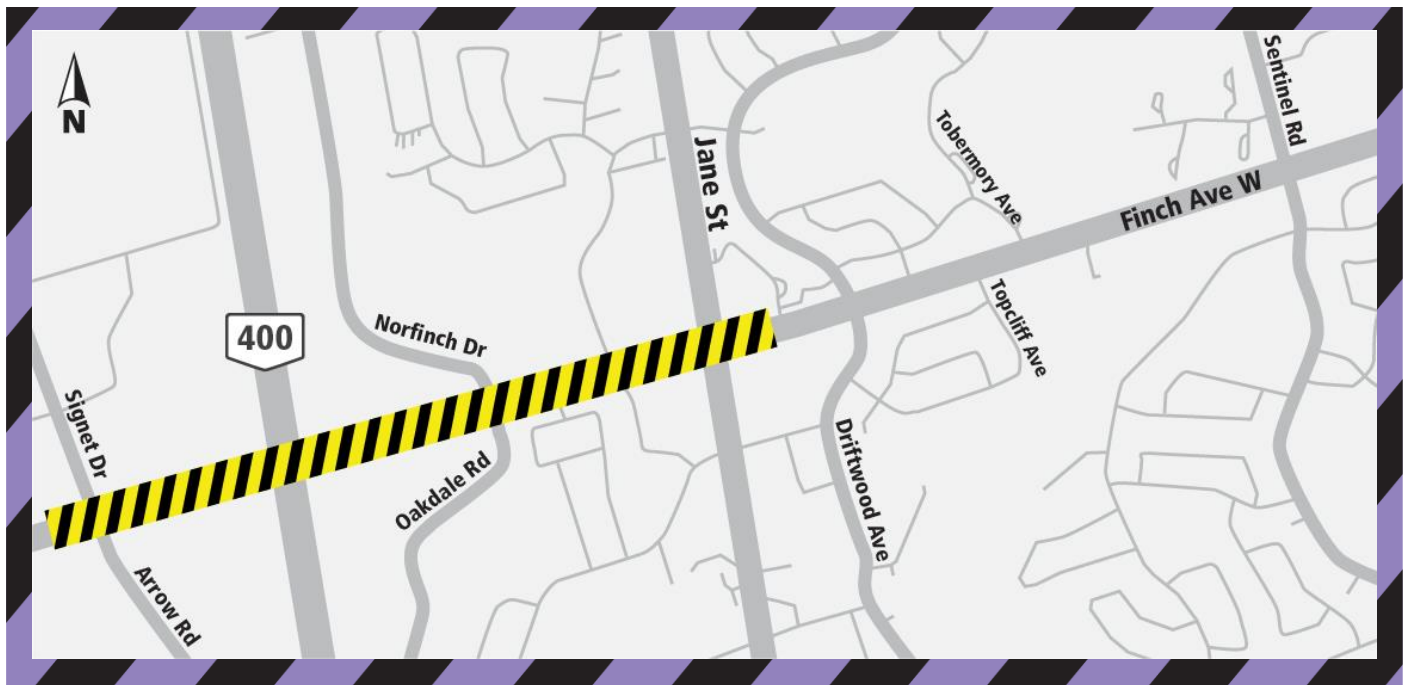 N
Sentinel Rd
Tobermory Ave
Jane St
Finch Ave W
400
Norfinch Dr
Topcliff Ave
Signet Dr
Oakdale Rd
Driftwood Ave
Arrow Rd